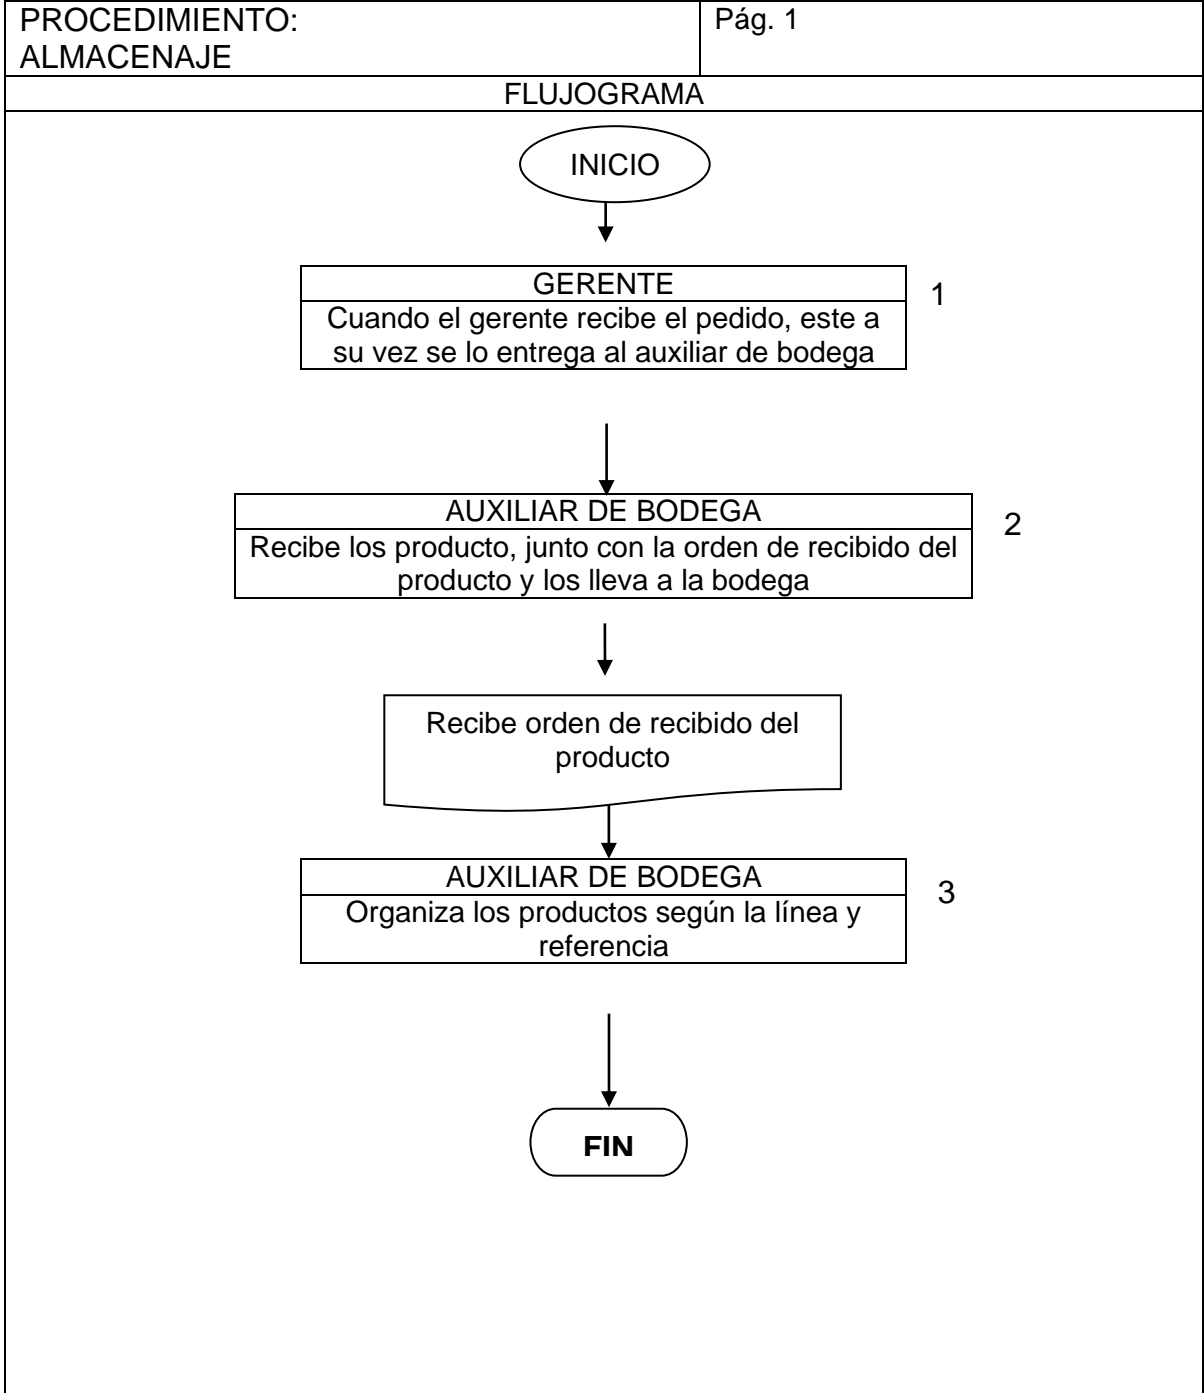 PROCEDIMIENTO:
ALMACENAJE
Pág. 1
FLUJOGRAMA
INICIO
GERENTE
1
Cuando el gerente recibe el pedido, este a
su vez se lo entrega al auxiliar de bodega
AUXILIAR DE BODEGA
2
Recibe los producto, junto con la orden de recibido del
producto y los lleva a la bodega
Recibe orden de recibido del
producto
AUXILIAR DE BODEGA
3
Organiza los productos según la línea y
referencia
FIN